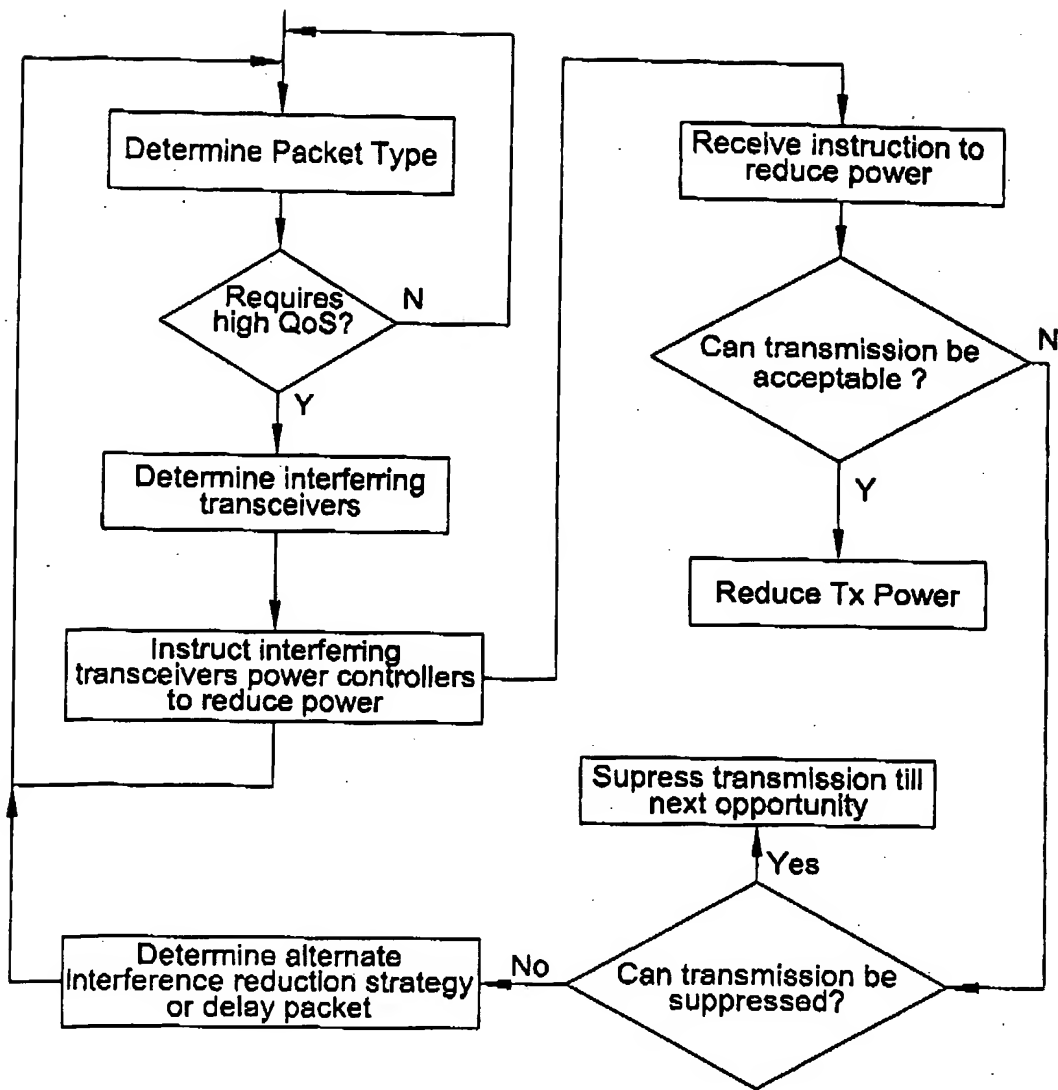 Determine Packet Type
Requires
high QoS?
N
Y
Determine interferring
transceivers
Instruct interferring
transceivers power controllers
to reduce power
Receive instruction to
reduce power
Can transmission be
acceptable ?
N
Y
Reduce Tx Power
Supress transmission till
next opportunity
Yes
Can transmission be
suppressed?
No
Determine alternate
interference reduction strategy
or delay packet